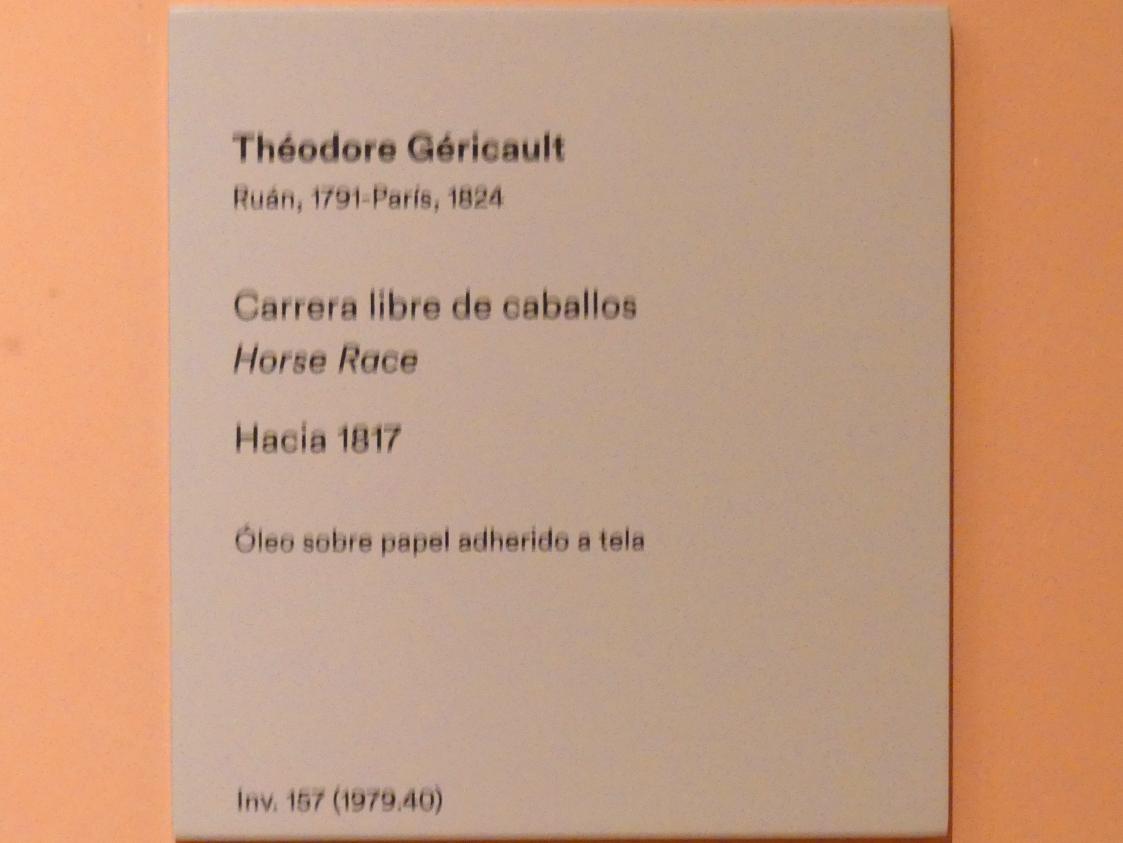 Théodore Géricault
Ruán, 1791-París, 1824
Carrera libre de caballos
Horse Race
Hacia 1817
Óleo sobre papel adherido a tela
Inv. 157 (1979.40)